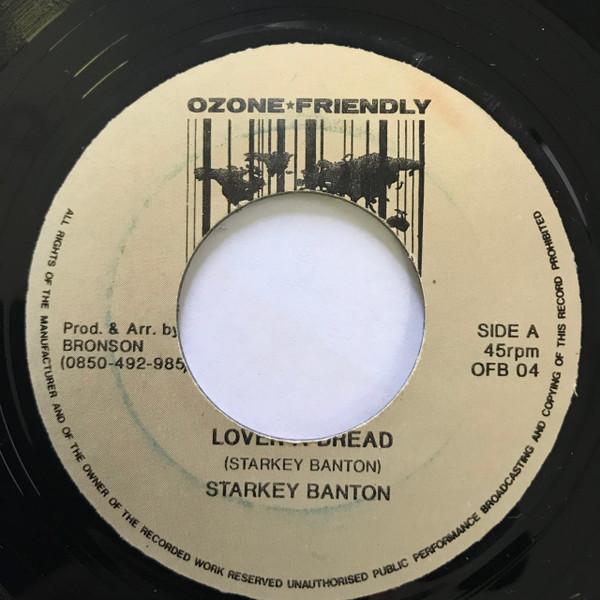 OZONE★FRIENDLY
Prod. & Arr. by
BRONSON
(0850-492-985
SIDE A
45rpm
OFB 04
DREAD
(STARKEY BANTON)
STARKEY BANTON
ALL RIGHTS OF THE MANUFACTURER AND OF THE OWNER OF THE RECORDED WORK RESERVED UNAUTHORISED PUBLIC PERFORMANCE BROADCASTING AND COPYING OF THIS RECORD PROHIBITED